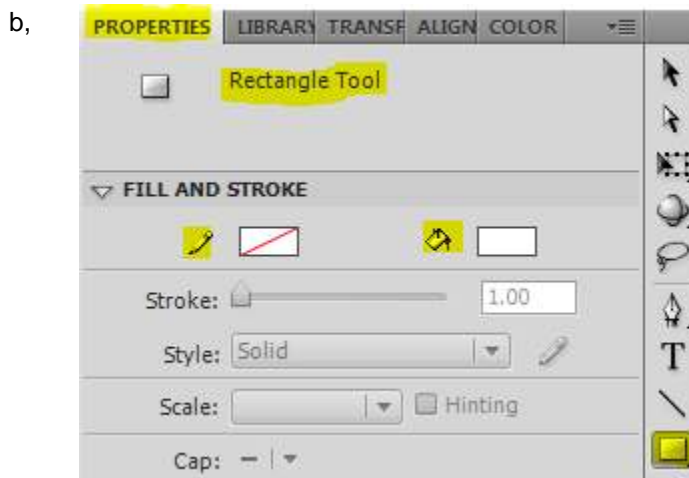 b,
PROPERTIES LIBRARY TRANSF ALIGN COLOR
Rectangle Tool
FILL AND STROKE
Stroke: 1.00
Style: Solid
Scale: Hinting
Cap:
T